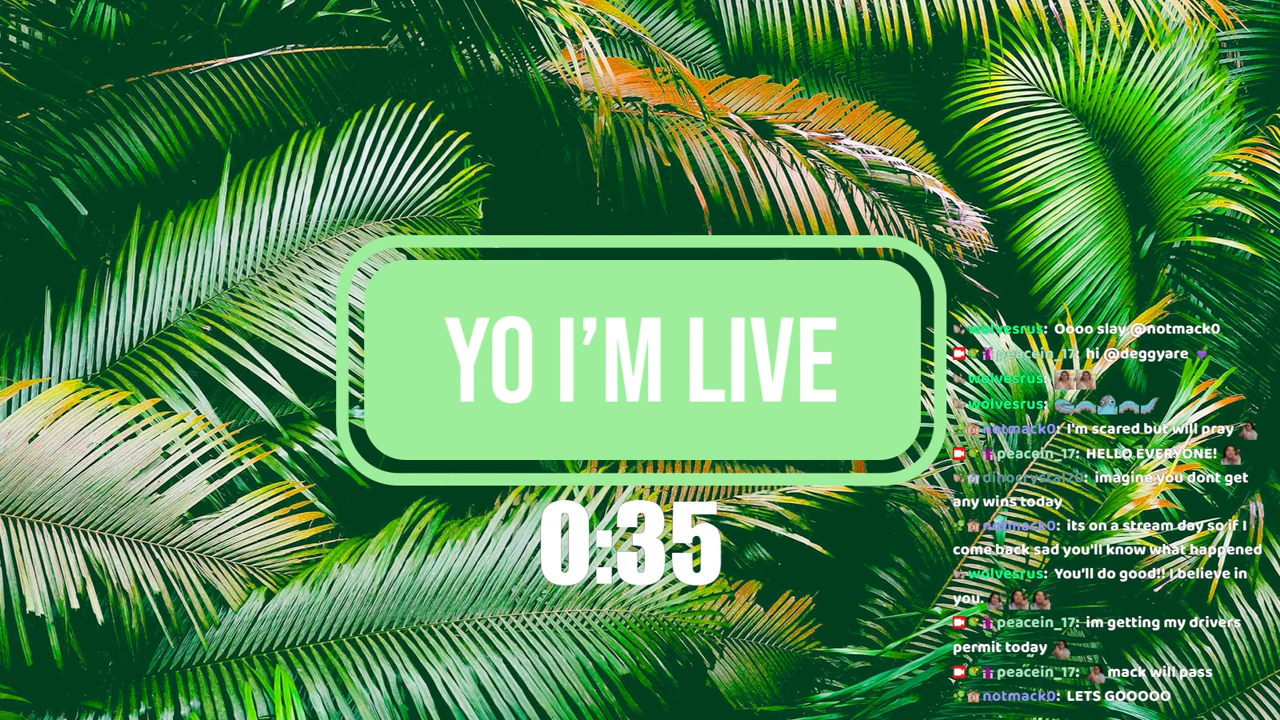 YO I'M LIVE
0:35
wolvesrus: Oooo slay @notmack0
peacein_17: hi @deggyare
wolvesrus:
wolvesrus:
notmack0: I'm scared but will pray
peacein_17: HELLO EVERYONE!
dinocrystal20: imagine you dont get
any wins today
notmack0: its on a stream day so if I
come back sad you'll know what happened
wolvesrus: You'll do good!! I believe in
you.
peacein_17: im getting my drivers
permit today
peacein_17: mack will pass
notmack0: LETS GOOOOO